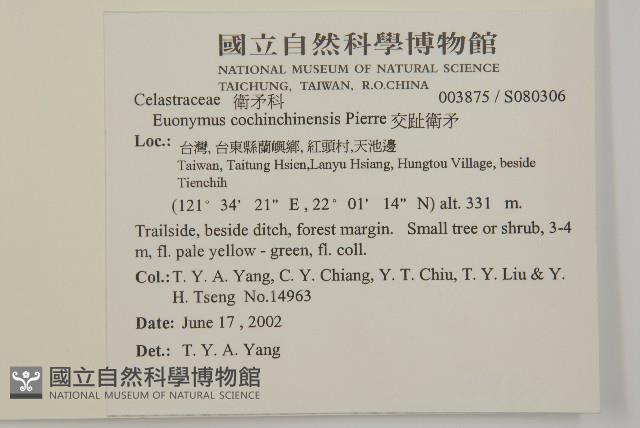 國立自然科學博物館
NATIONAL MUSEUM OF NATURAL SCIENCE
TAICHUNG, TAIWAN, R.O.CHINA
Celastraceae 衛矛科 003875 / S080306
Euonymus cochinchinensis Pierre 交趾衛矛
Loc.: 台灣, 台東縣蘭嶼鄉, 紅頭村,天池邊
Taiwan, Taitung Hsien,Lanyu Hsiang, Hungtou Village, beside
Tienchih
(121° 34’ 21” E , 22° 01’ 14” N) alt. 331 m.
Trailside, beside ditch, forest margin. Small tree or shrub, 3-4
m, fl. pale yellow - green, fl. coll.
Col.: T. Y. A. Yang, C. Y. Chiang, Y. T. Chiu, T. Y. Liu & Y.
H. Tseng No.14963
Date: June 17 , 2002
Det.: T. Y. A. Yang
國立自然科學博物館
NATIONAL MUSEUM OF NATURAL SCIENCE